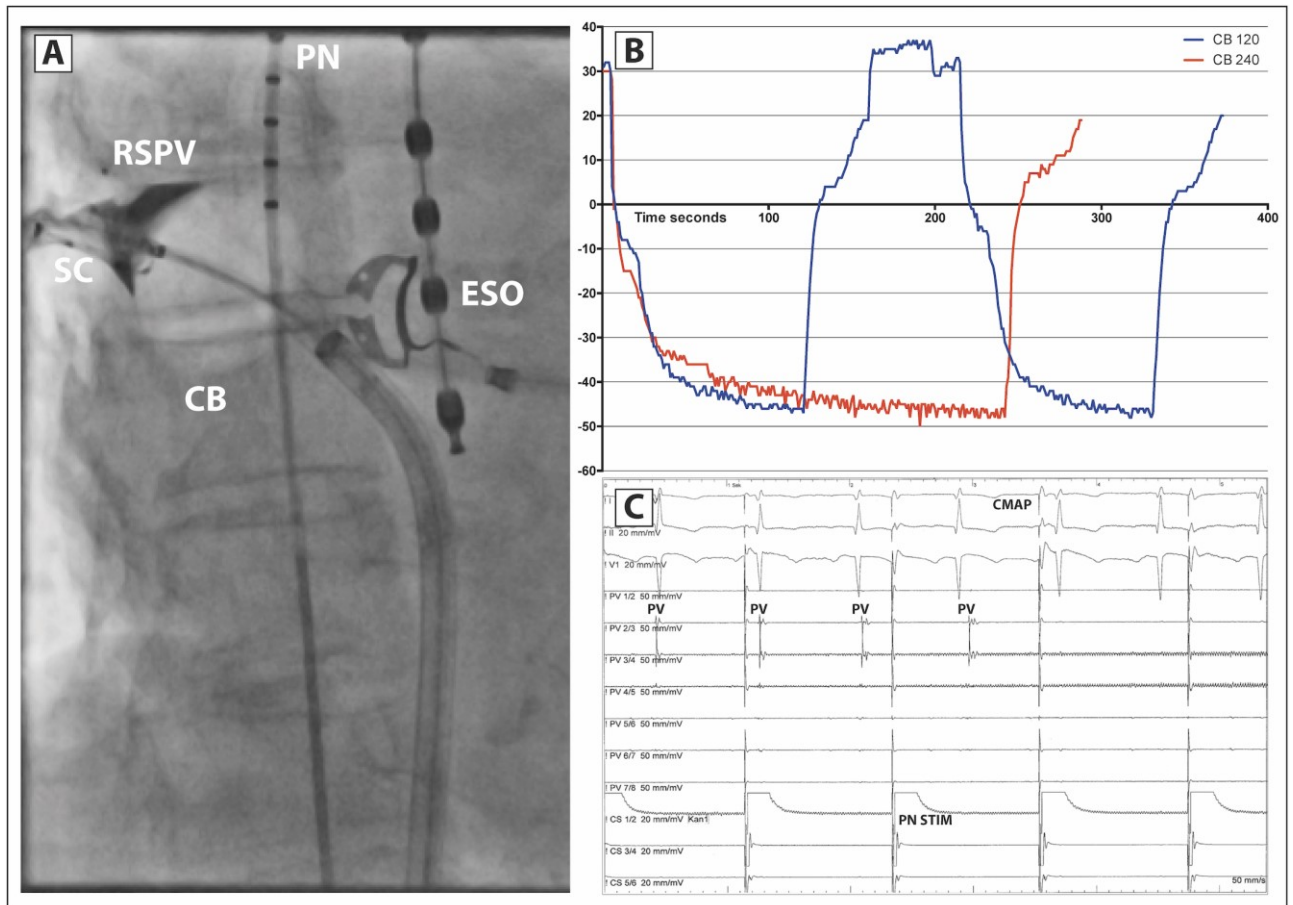 A
PN
RSPV
SC
ESO
CB
B
CB 120
CB 240
40
30
20
10
0
-10
-20
-30
-40
-50
-60
Time seconds
100
200
300
400
C
CMAP
! II 20 mm/mV
! V1 20 mm/mV
! PV 1/2 50 mm/mV
PV PV PV PV
! PV 2/3 50 mm/mV
! PV 3/4 50 mm/mV
! PV 4/5 50 mm/mV
! PV 5/6 50 mm/mV
! PV 6/7 50 mm/mV
! PV 7/8 50 mm/mV
! CS 1/2 20 mm/mV Kan1
PN STIM
! CS 3/4 20 mm/mV
! CS 5/6 20 mm/mV
50 mm/s